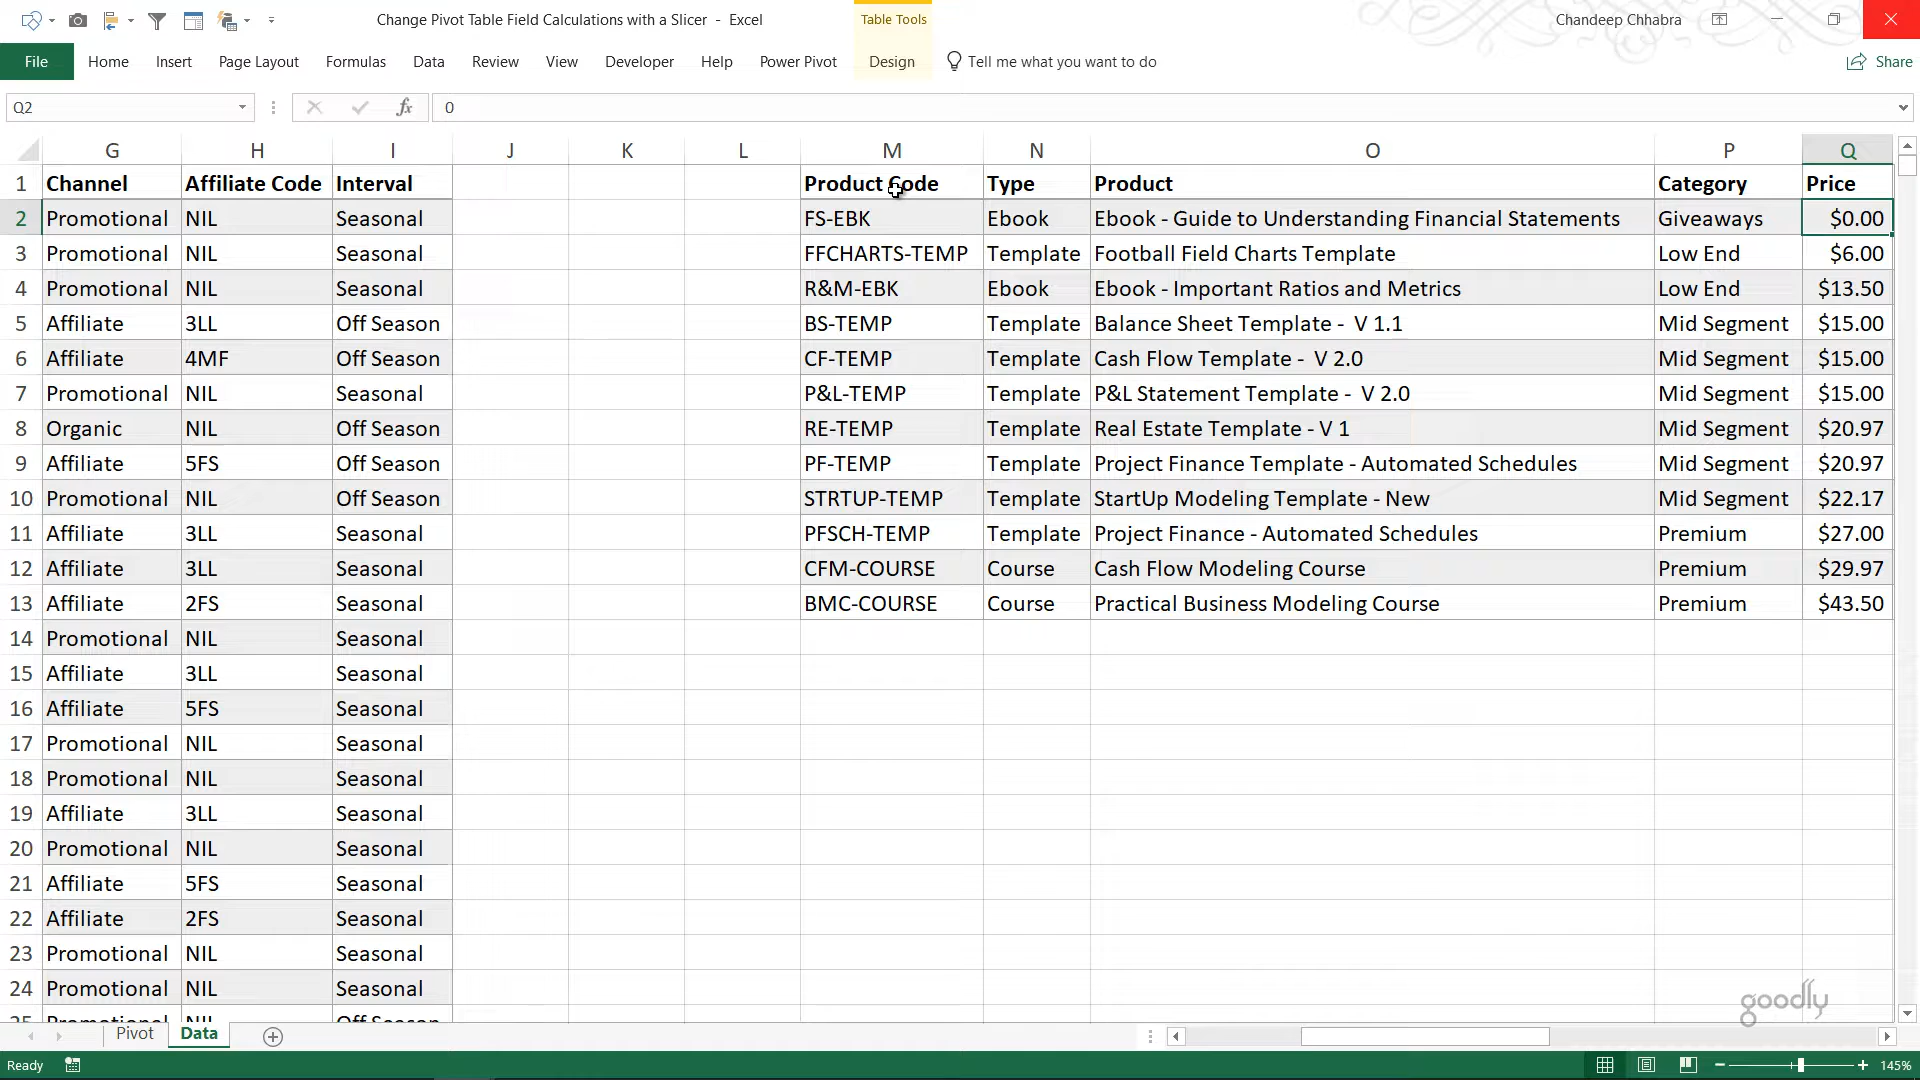 Change Pivot Table Field Calculations with a Slicer - Excel
Table Tools
Chandeep Chhabra
File Home Insert Page Layout Formulas Data Review View Developer Help Power Pivot Design Tell me what you want to do Share
Q2 fx 0
G H I J K L M N O P Q
1 Channel Affiliate Code Interval Product Code Type Product Category Price
2 Promotional NIL Seasonal FS-EBK Ebook Ebook - Guide to Understanding Financial Statements Giveaways $0.00
3 Promotional NIL Seasonal FFCHARTS-TEMP Template Football Field Charts Template Low End $6.00
4 Promotional NIL Seasonal R&M-EBK Ebook Ebook - Important Ratios and Metrics Low End $13.50
5 Affiliate 3LL Off Season BS-TEMP Template Balance Sheet Template - V 1.1 Mid Segment $15.00
6 Affiliate 4MF Off Season CF-TEMP Template Cash Flow Template - V 2.0 Mid Segment $15.00
7 Promotional NIL Seasonal P&L-TEMP Template P&L Statement Template - V 2.0 Mid Segment $15.00
8 Organic NIL Off Season RE-TEMP Template Real Estate Template - V 1 Mid Segment $20.97
9 Affiliate 5FS Off Season PF-TEMP Template Project Finance Template - Automated Schedules Mid Segment $20.97
10 Promotional NIL Off Season STRTUP-TEMP Template StartUp Modeling Template - New Mid Segment $22.17
11 Affiliate 3LL Seasonal PFSCH-TEMP Template Project Finance - Automated Schedules Premium $27.00
12 Affiliate 3LL Seasonal CFM-COURSE Course Cash Flow Modeling Course Premium $29.97
13 Affiliate 2FS Seasonal BMC-COURSE Course Practical Business Modeling Course Premium $43.50
14 Promotional NIL Seasonal
15 Affiliate 3LL Seasonal
16 Affiliate 5FS Seasonal
17 Promotional NIL Seasonal
18 Promotional NIL Seasonal
19 Affiliate 3LL Seasonal
20 Promotional NIL Seasonal
21 Affiliate 5FS Seasonal
22 Affiliate 2FS Seasonal
23 Promotional NIL Seasonal
24 Promotional NIL Seasonal
25 Promotional NIL Off Season
goodly
Pivot Data
Ready 145%